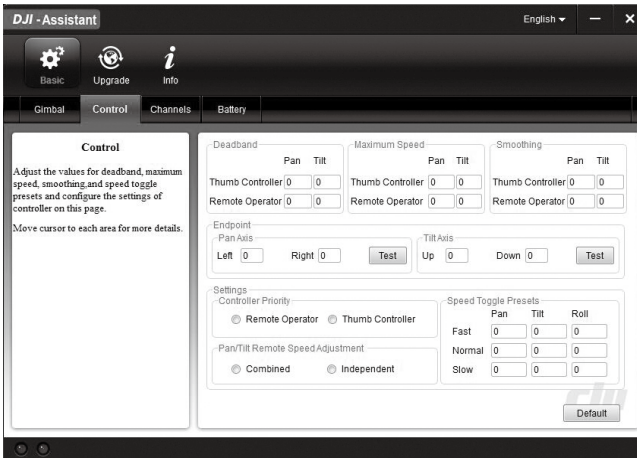 DJI - Assistant English
Basic Upgrade Info
Gimbal Control Channels Battery
Control
Adjust the values for deadband, maximum
speed, smoothing,and speed toggle
presets and configure the settings of
controller on this page.
Move cursor to each area for more details.
Deadband
Pan Tilt
Thumb Controller 0 0
Remote Operator 0 0
Maximum Speed
Pan Tilt
Thumb Controller 0 0
Remote Operator 0 0
Smoothing
Pan Tilt
Thumb Controller 0 0
Remote Operator 0 0
Endpoint
Pan Axis
Left 0 Right 0 Test
Tilt Axis
Up 0 Down 0 Test
Settings
Controller Priority
Remote Operator Thumb Controller
Pan/Tilt Remote Speed Adjustment
Combined Independent
Speed Toggle Presets
Pan Tilt Roll
Fast 0 0 0
Normal 0 0 0
Slow 0 0 0
dji
Default